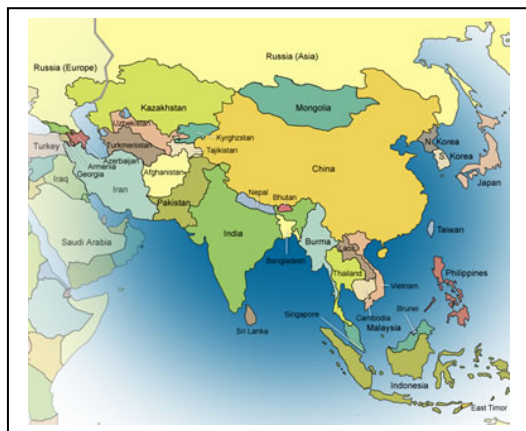 Russia (Asia)
Russia (Europe)
Kazakhstan
Mongolia
Uzbekistan
Kyrghzstan
Turkey
Turkmenistan
Tajikistan
N. Korea
S. Korea
Azerbaijan
Armenia
Georgia
Afghanistan
China
Japan
Iraq
Iran
Pakistan
Nepal
Bhutan
Saudi Arabia
India
Burma
Laos
Taiwan
Bangladesh
Thailand
Philippines
Vietnam
Sri Lanka
Singapore
Cambodia
Brunei
Malaysia
Indonesia
East Timor